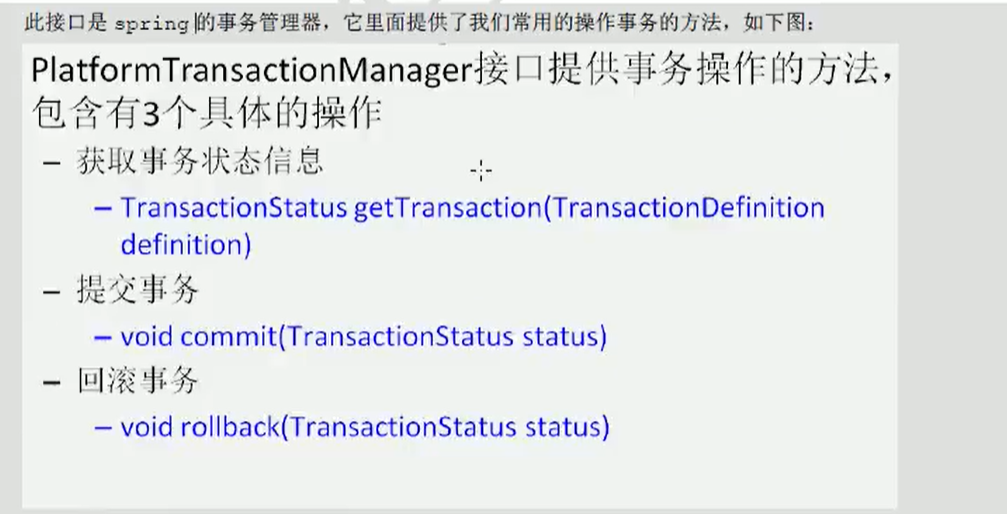 此接口是 spring 的事务管理器，它里面提供了我们常用的操作事务的方法，如下图：
PlatformTransactionManager接口提供事务操作的方法，
包含有3个具体的操作
– 获取事务状态信息
– TransactionStatus getTransaction(TransactionDefinition
definition)
– 提交事务
– void commit(TransactionStatus status)
– 回滚事务
– void rollback(TransactionStatus status)